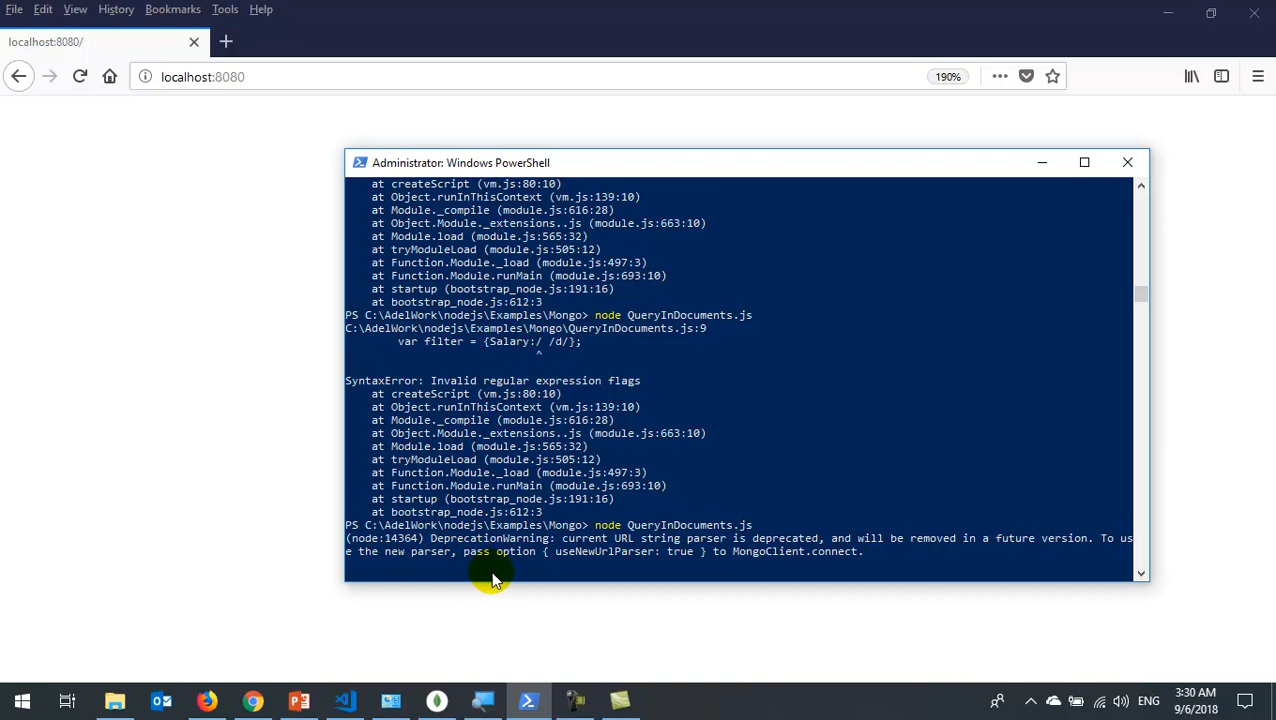 File Edit View History Bookmarks Tools Help
localhost:8080/
localhost:8080
190%
Administrator: Windows PowerShell
at createScript (vm.js:80:10)
at Object.runInThisContext (vm.js:139:10)
at Module._compile (module.js:616:28)
at Object.Module._extensions..js (module.js:663:10)
at Module.load (module.js:565:32)
at tryModuleLoad (module.js:505:12)
at Function.Module._load (module.js:497:3)
at Function.Module.runMain (module.js:693:10)
at startup (bootstrap_node.js:191:16)
at bootstrap_node.js:612:3
PS C:\AdelWork\nodejs\Examples\Mongo> node QueryInDocuments.js
C:\AdelWork\nodejs\Examples\Mongo\QueryInDocuments.js:9
var filter = {Salary:/ /d/};
^
SyntaxError: Invalid regular expression flags
at createScript (vm.js:80:10)
at Object.runInThisContext (vm.js:139:10)
at Module._compile (module.js:616:28)
at Object.Module._extensions..js (module.js:663:10)
at Module.load (module.js:565:32)
at tryModuleLoad (module.js:505:12)
at Function.Module._load (module.js:497:3)
at Function.Module.runMain (module.js:693:10)
at startup (bootstrap_node.js:191:16)
at bootstrap_node.js:612:3
PS C:\AdelWork\nodejs\Examples\Mongo> node QueryInDocuments.js
(node:14364) DeprecationWarning: current URL string parser is deprecated, and will be removed in a future version. To us
e the new parser, pass option { useNewUrlParser: true } to MongoClient.connect.
ENG
3:30 AM
9/6/2018